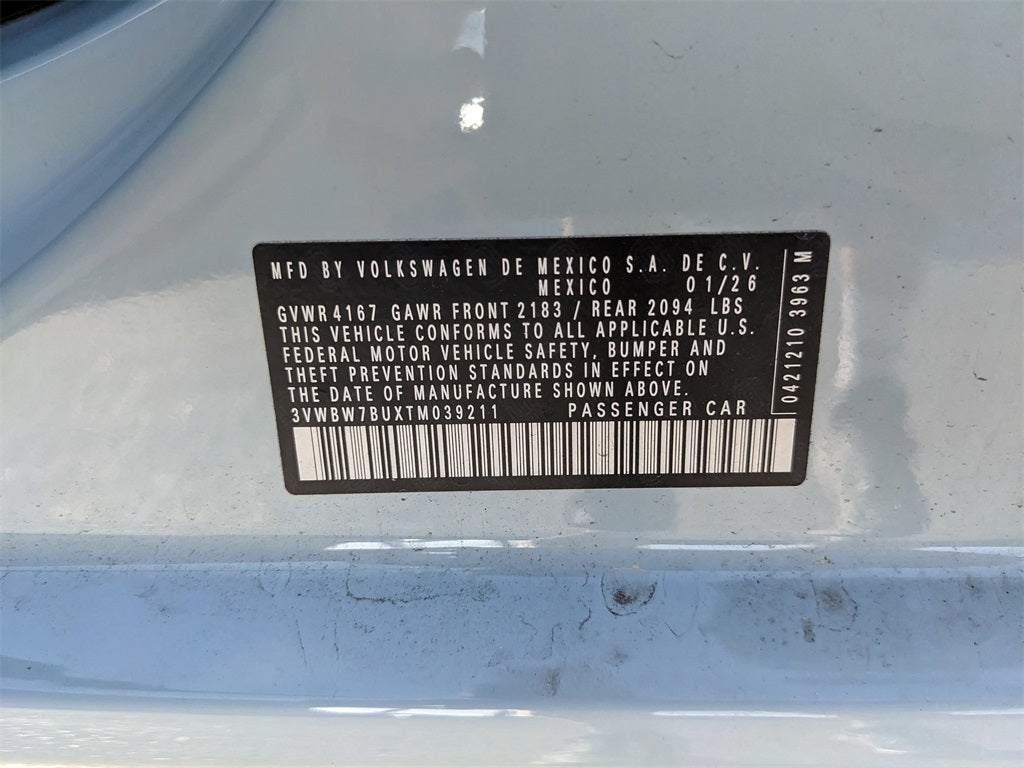 MFD BY VOLKSWAGEN DE MEXICO S.A. DE C.V.
MEXICO 01/26
GVWR 4167 GAWR FRONT 2183 / REAR 2094 LBS
THIS VEHICLE CONFORMS TO ALL APPLICABLE U.S.
FEDERAL MOTOR VEHICLE SAFETY, BUMPER AND
THEFT PREVENTION STANDARDS IN EFFECT ON
THE DATE OF MANUFACTURE SHOWN ABOVE.
3VWBW7BUXTM039211 PASSENGER CAR
0421210 3963 M